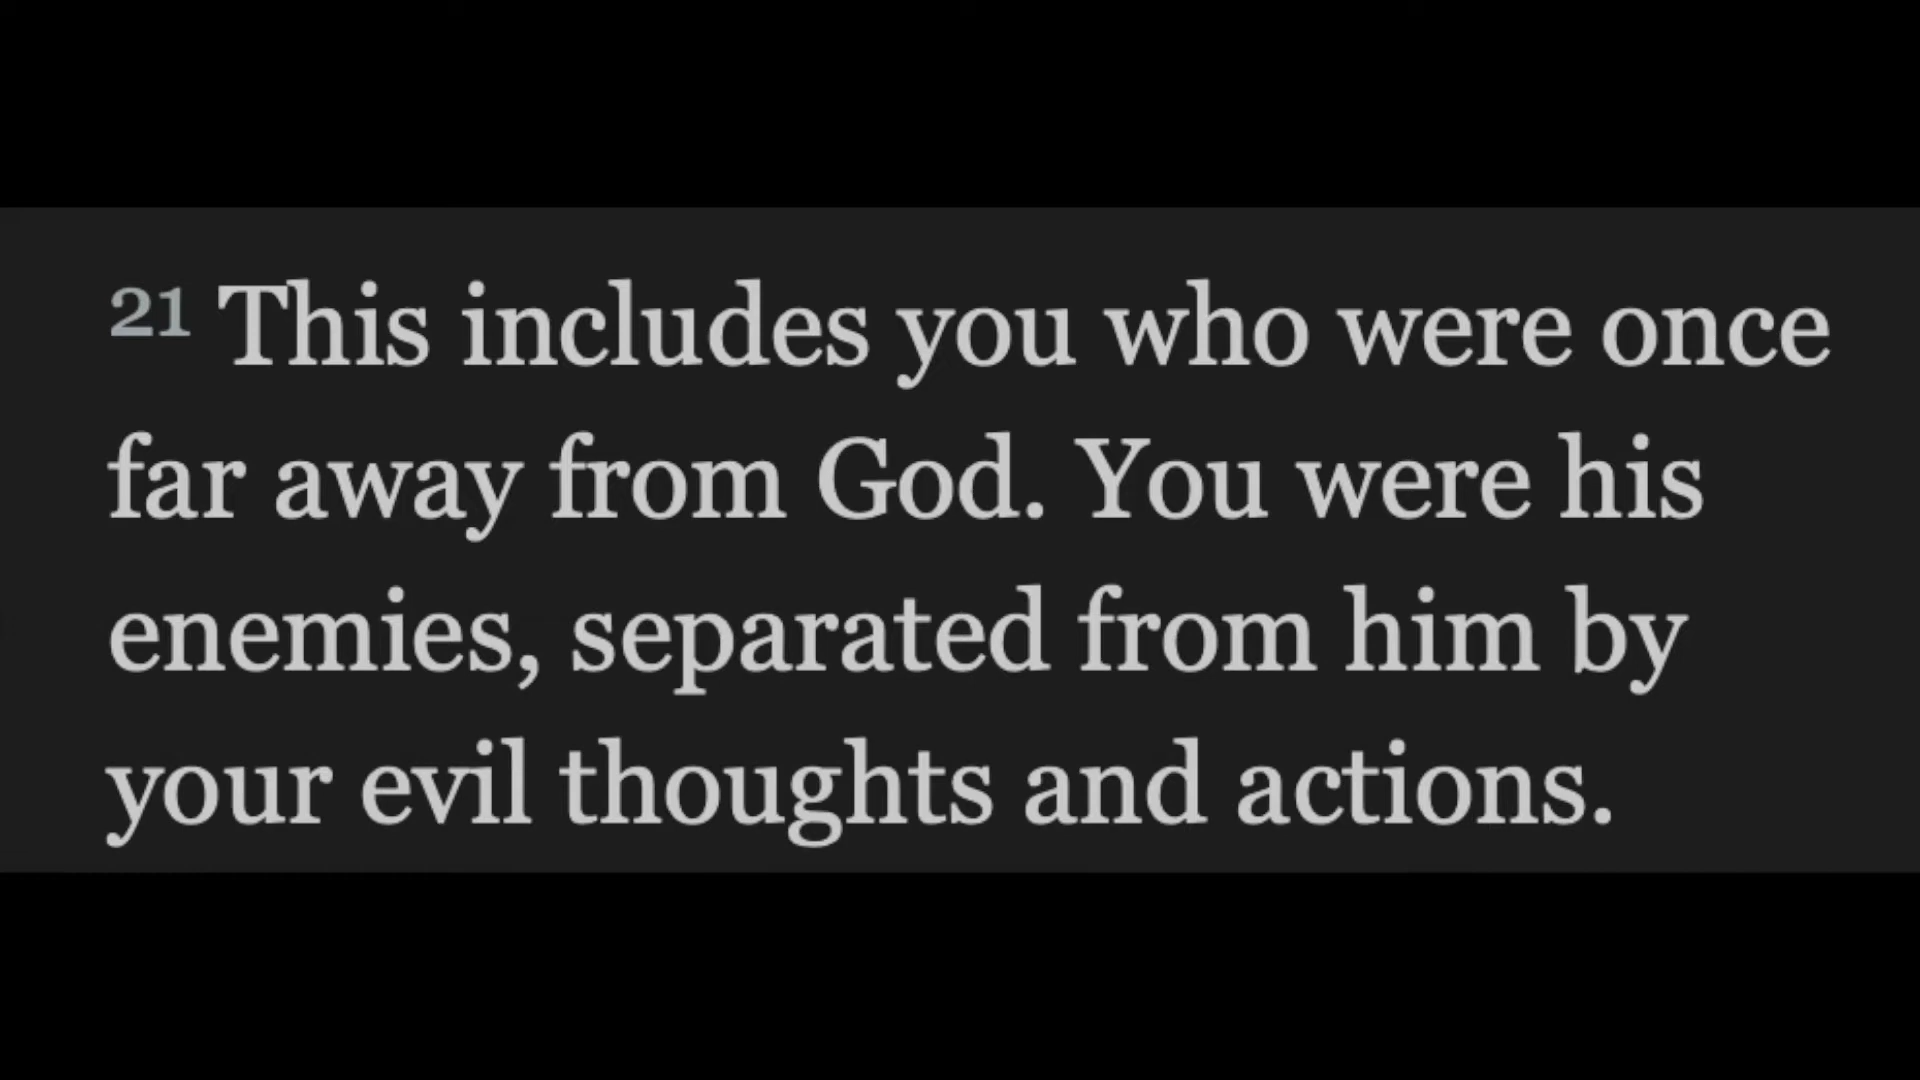 21 This includes you who were once
far away from God. You were his
enemies, separated from him by
your evil thoughts and actions.